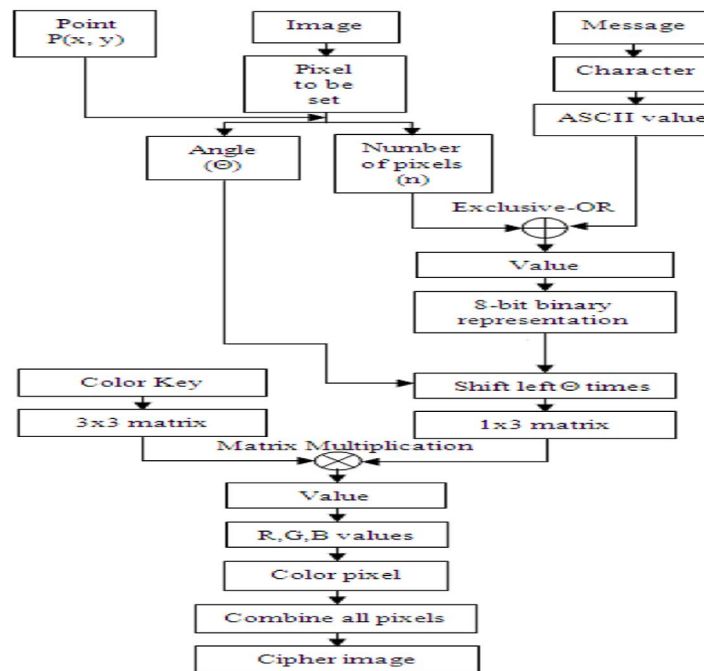 Point
P(x, y)
Image
Message
Pixel
to be
set
Character
ASCII value
Angle
(Θ)
Number
of pixels
(n)
Exclusive-OR
Value
8-bit binary
representation
Color Key
Shift left Θ times
3x3 matrix
1x3 matrix
Matrix Multiplication
Value
R,G,B values
Color pixel
Combine all pixels
Cipher image